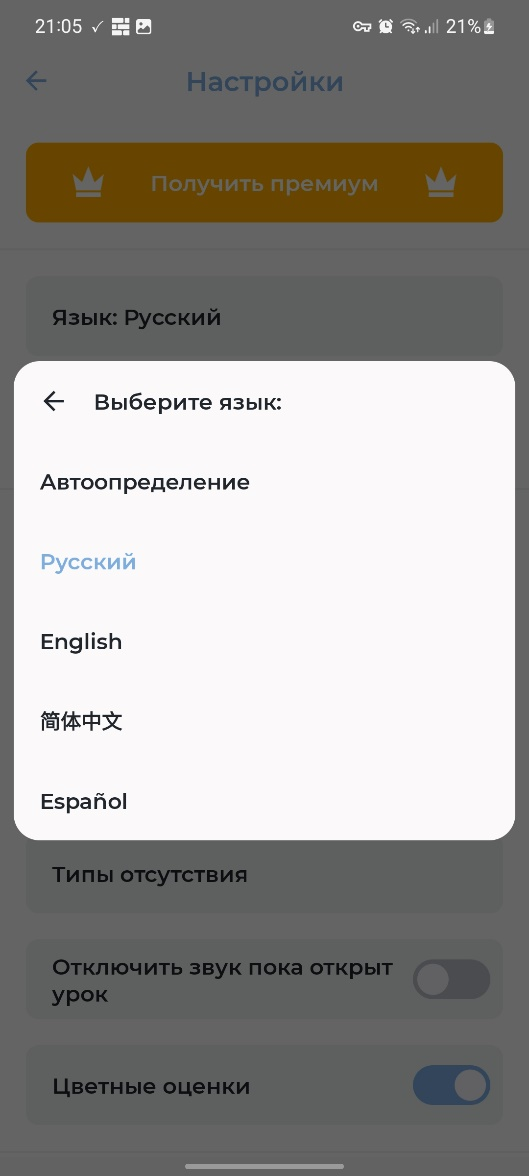 21:05
21%
Настройки
Получить премиум
Язык: Русский
Выберите язык:
Автоопределение
Русский
English
简体中文
Español
Типы отсутствия
Отключить звук пока открыт
урок
Цветные оценки